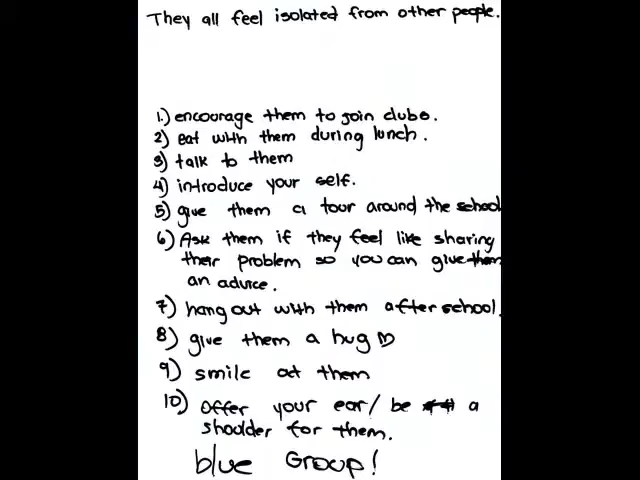 They all feel isolated from other people.
1.) encourage them to join clubs.
2) eat with them during lunch.
3) talk to them
4) introduce your self.
5) give them a tour around the school
6) Ask them if they feel like sharing
their problem so you can give them
an advice.
7) hang out with them after school.
8) give them a hug
9) smile at them
10) offer your ear/ be a
shoulder for them.
blue Group!